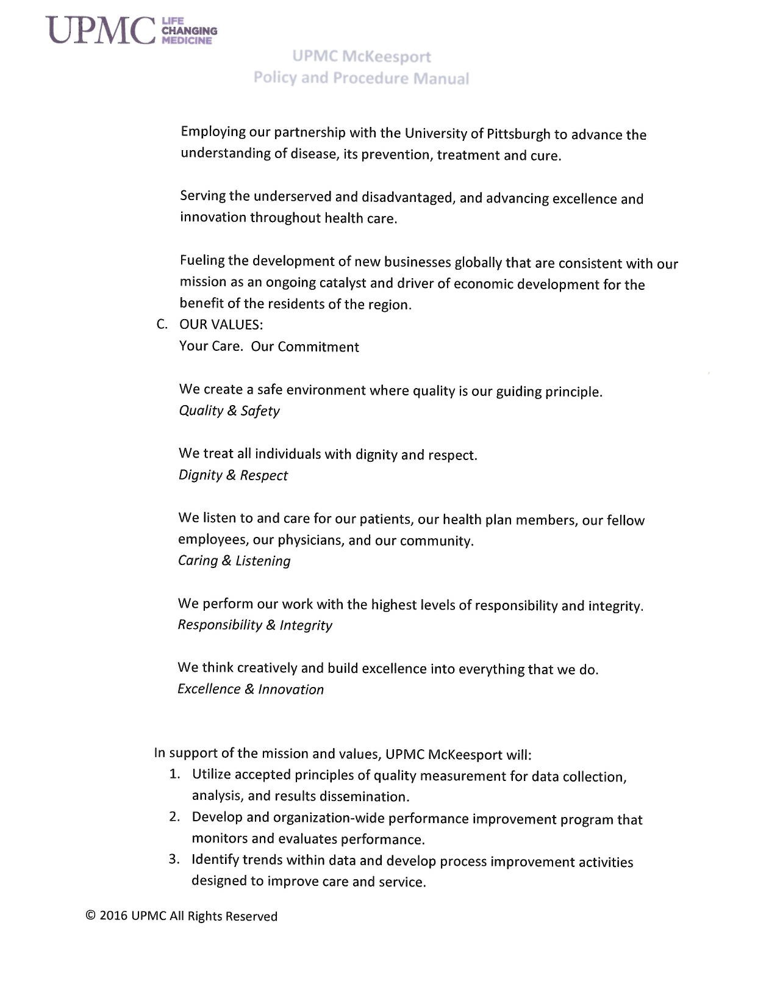 UPMC LIFE
CHANGING
MEDICINE
UPMC McKeesport
Policy and Procedure Manual
Employing our partnership with the University of Pittsburgh to advance the
understanding of disease, its prevention, treatment and cure.
Serving the underserved and disadvantaged, and advancing excellence and
innovation throughout health care.
Fueling the development of new businesses globally that are consistent with our
mission as an ongoing catalyst and driver of economic development for the
benefit of the residents of the region.
C. OUR VALUES:
Your Care. Our Commitment
We create a safe environment where quality is our guiding principle.
Quality & Safety
We treat all individuals with dignity and respect.
Dignity & Respect
We listen to and care for our patients, our health plan members, our fellow
employees, our physicians, and our community.
Caring & Listening
We perform our work with the highest levels of responsibility and integrity.
Responsibility & Integrity
We think creatively and build excellence into everything that we do.
Excellence & Innovation
In support of the mission and values, UPMC McKeesport will:
1. Utilize accepted principles of quality measurement for data collection,
analysis, and results dissemination.
2. Develop and organization-wide performance improvement program that
monitors and evaluates performance.
3. Identify trends within data and develop process improvement activities
designed to improve care and service.
© 2016 UPMC All Rights Reserved